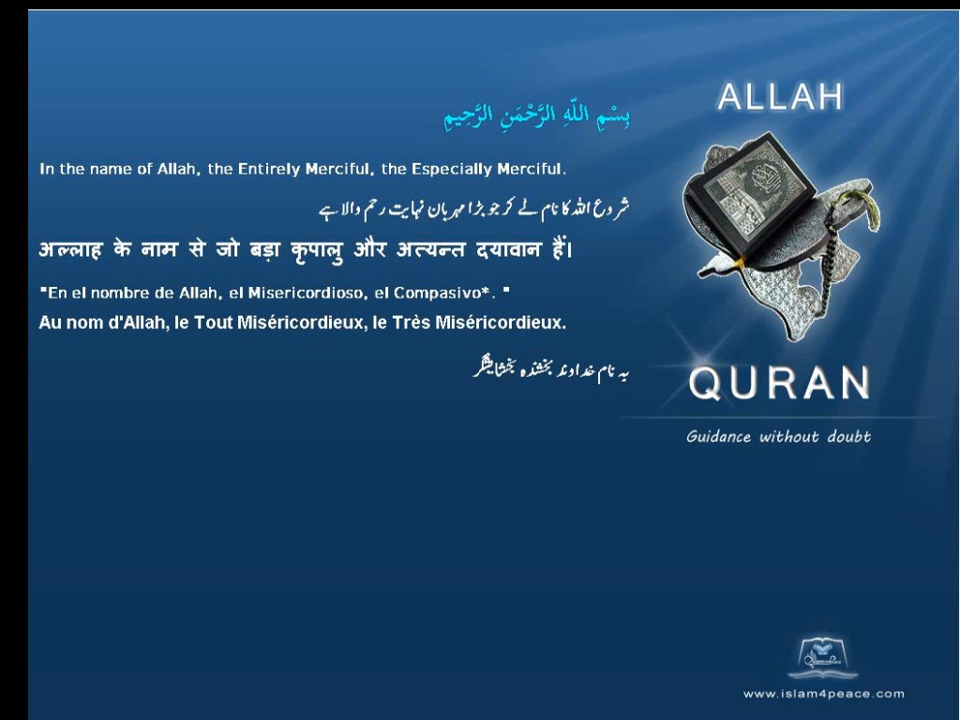 بِسْمِ اللّهِ الرَّحْمَنِ الرَّحِيمِ
In the name of Allah, the Entirely Merciful, the Especially Merciful.
شروع الله کا نام لے کر جو بڑا مہربان نہایت رحم والا ہے
अल्लाह के नाम से जो बड़ा कृपालु और अत्यन्त दयावान हैं।
"En el nombre de Allah, el Misericordioso, el Compasivo*. "
Au nom d'Allah, le Tout Miséricordieux, le Très Miséricordieux.
به نام خداوند بخشنده بخشایشگر
ALLAH
QURAN
Guidance without doubt
www.islam4peace.com